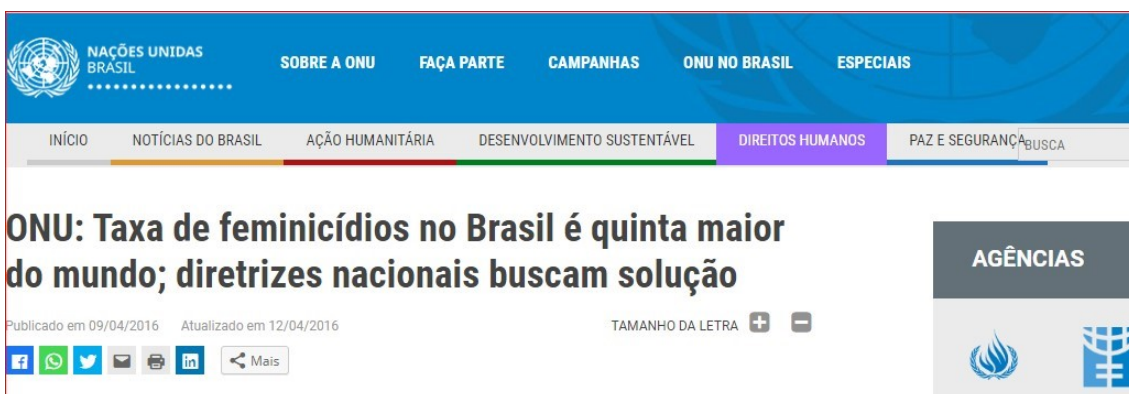 NAÇÕES UNIDAS
BRASIL
SOBRE A ONU FAÇA PARTE CAMPANHAS ONU NO BRASIL ESPECIAIS
INÍCIO NOTÍCIAS DO BRASIL AÇÃO HUMANITÁRIA DESENVOLVIMENTO SUSTENTÁVEL DIREITOS HUMANOS PAZ E SEGURANÇA BUSCA
ONU: Taxa de feminicídios no Brasil é quinta maior
do mundo; diretrizes nacionais buscam solução
AGÊNCIAS
Publicado em 09/04/2016 Atualizado em 12/04/2016 TAMANHO DA LETRA
Mais